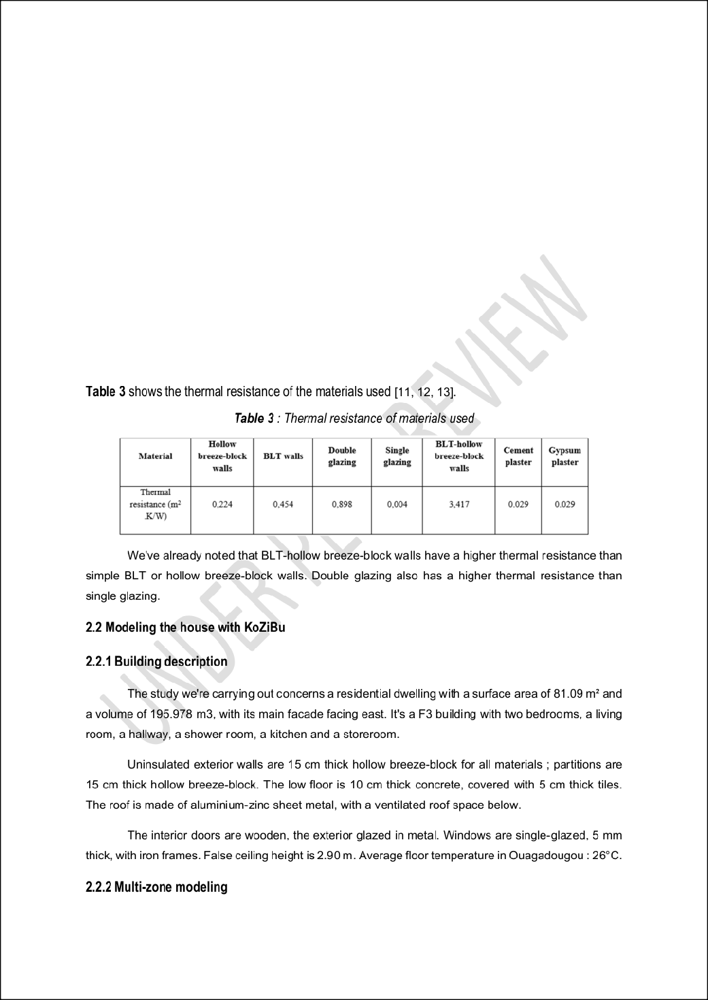 Table 3 shows the thermal resistance of the materials used [11, 12, 13].
Table 3 : Thermal resistance of materials used
Material Hollow breeze-block walls BLT walls Double glazing Single glazing BLT-hollow breeze-block walls Cement plaster Gypsum plaster
Thermal resistance (m² .K/W) 0,224 0,454 0,898 0,004 3,417 0.029 0.029
We've already noted that BLT-hollow breeze-block walls have a higher thermal resistance than
simple BLT or hollow breeze-block walls. Double glazing also has a higher thermal resistance than
single glazing.
2.2 Modeling the house with KoZiBu
2.2.1 Building description
The study we're carrying out concerns a residential dwelling with a surface area of 81.09 m² and
a volume of 195.978 m3, with its main facade facing east. It's a F3 building with two bedrooms, a living
room, a hallway, a shower room, a kitchen and a storeroom.
Uninsulated exterior walls are 15 cm thick hollow breeze-block for all materials ; partitions are
15 cm thick hollow breeze-block. The low floor is 10 cm thick concrete, covered with 5 cm thick tiles.
The roof is made of aluminium-zinc sheet metal, with a ventilated roof space below.
The interior doors are wooden, the exterior glazed in metal. Windows are single-glazed, 5 mm
thick, with iron frames. False ceiling height is 2.90 m. Average floor temperature in Ouagadougou : 26°C.
2.2.2 Multi-zone modeling
UNDER PEER REVIEW